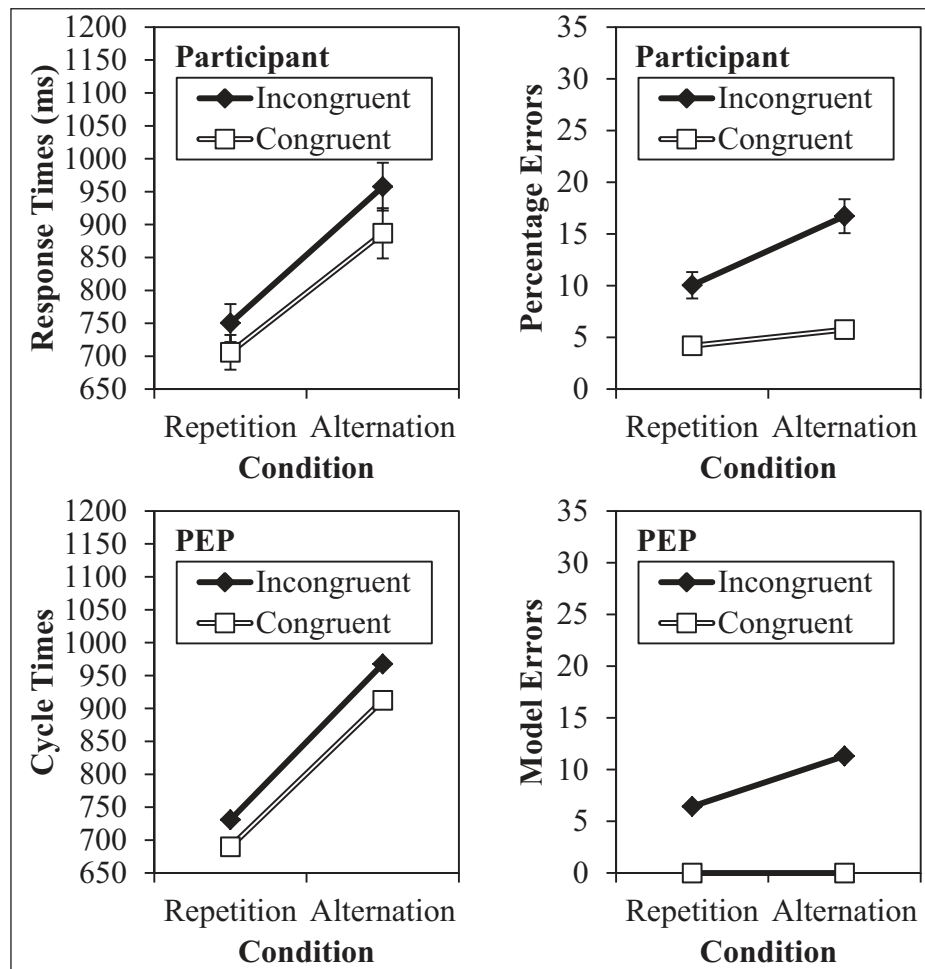 Participant
Incongruent
Congruent
Response Times (ms)
1200
1150
1100
1050
1000
950
900
850
800
750
700
650
Repetition Alternation
Condition
Participant
Incongruent
Congruent
Percentage Errors
35
30
25
20
15
10
5
0
Repetition Alternation
Condition
PEP
Incongruent
Congruent
Cycle Times
1200
1150
1100
1050
1000
950
900
850
800
750
700
650
Repetition Alternation
Condition
PEP
Incongruent
Congruent
Model Errors
35
30
25
20
15
10
5
0
Repetition Alternation
Condition